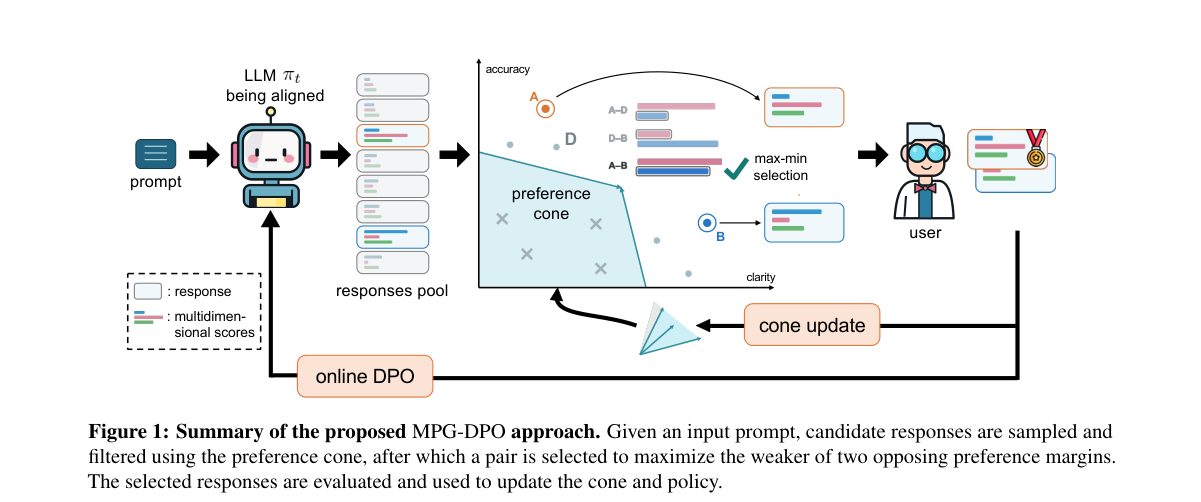 LLM πt
being aligned
prompt
responses pool
: response
: multidimen-
sional scores
accuracy
A
D
A–D
D–B
A–B
max-min
selection
preference
cone
B
clarity
user
cone update
online DPO
Figure 1: Summary of the proposed MPG-DPO approach. Given an input prompt, candidate responses are sampled and
filtered using the preference cone, after which a pair is selected to maximize the weaker of two opposing preference margins.
The selected responses are evaluated and used to update the cone and policy.